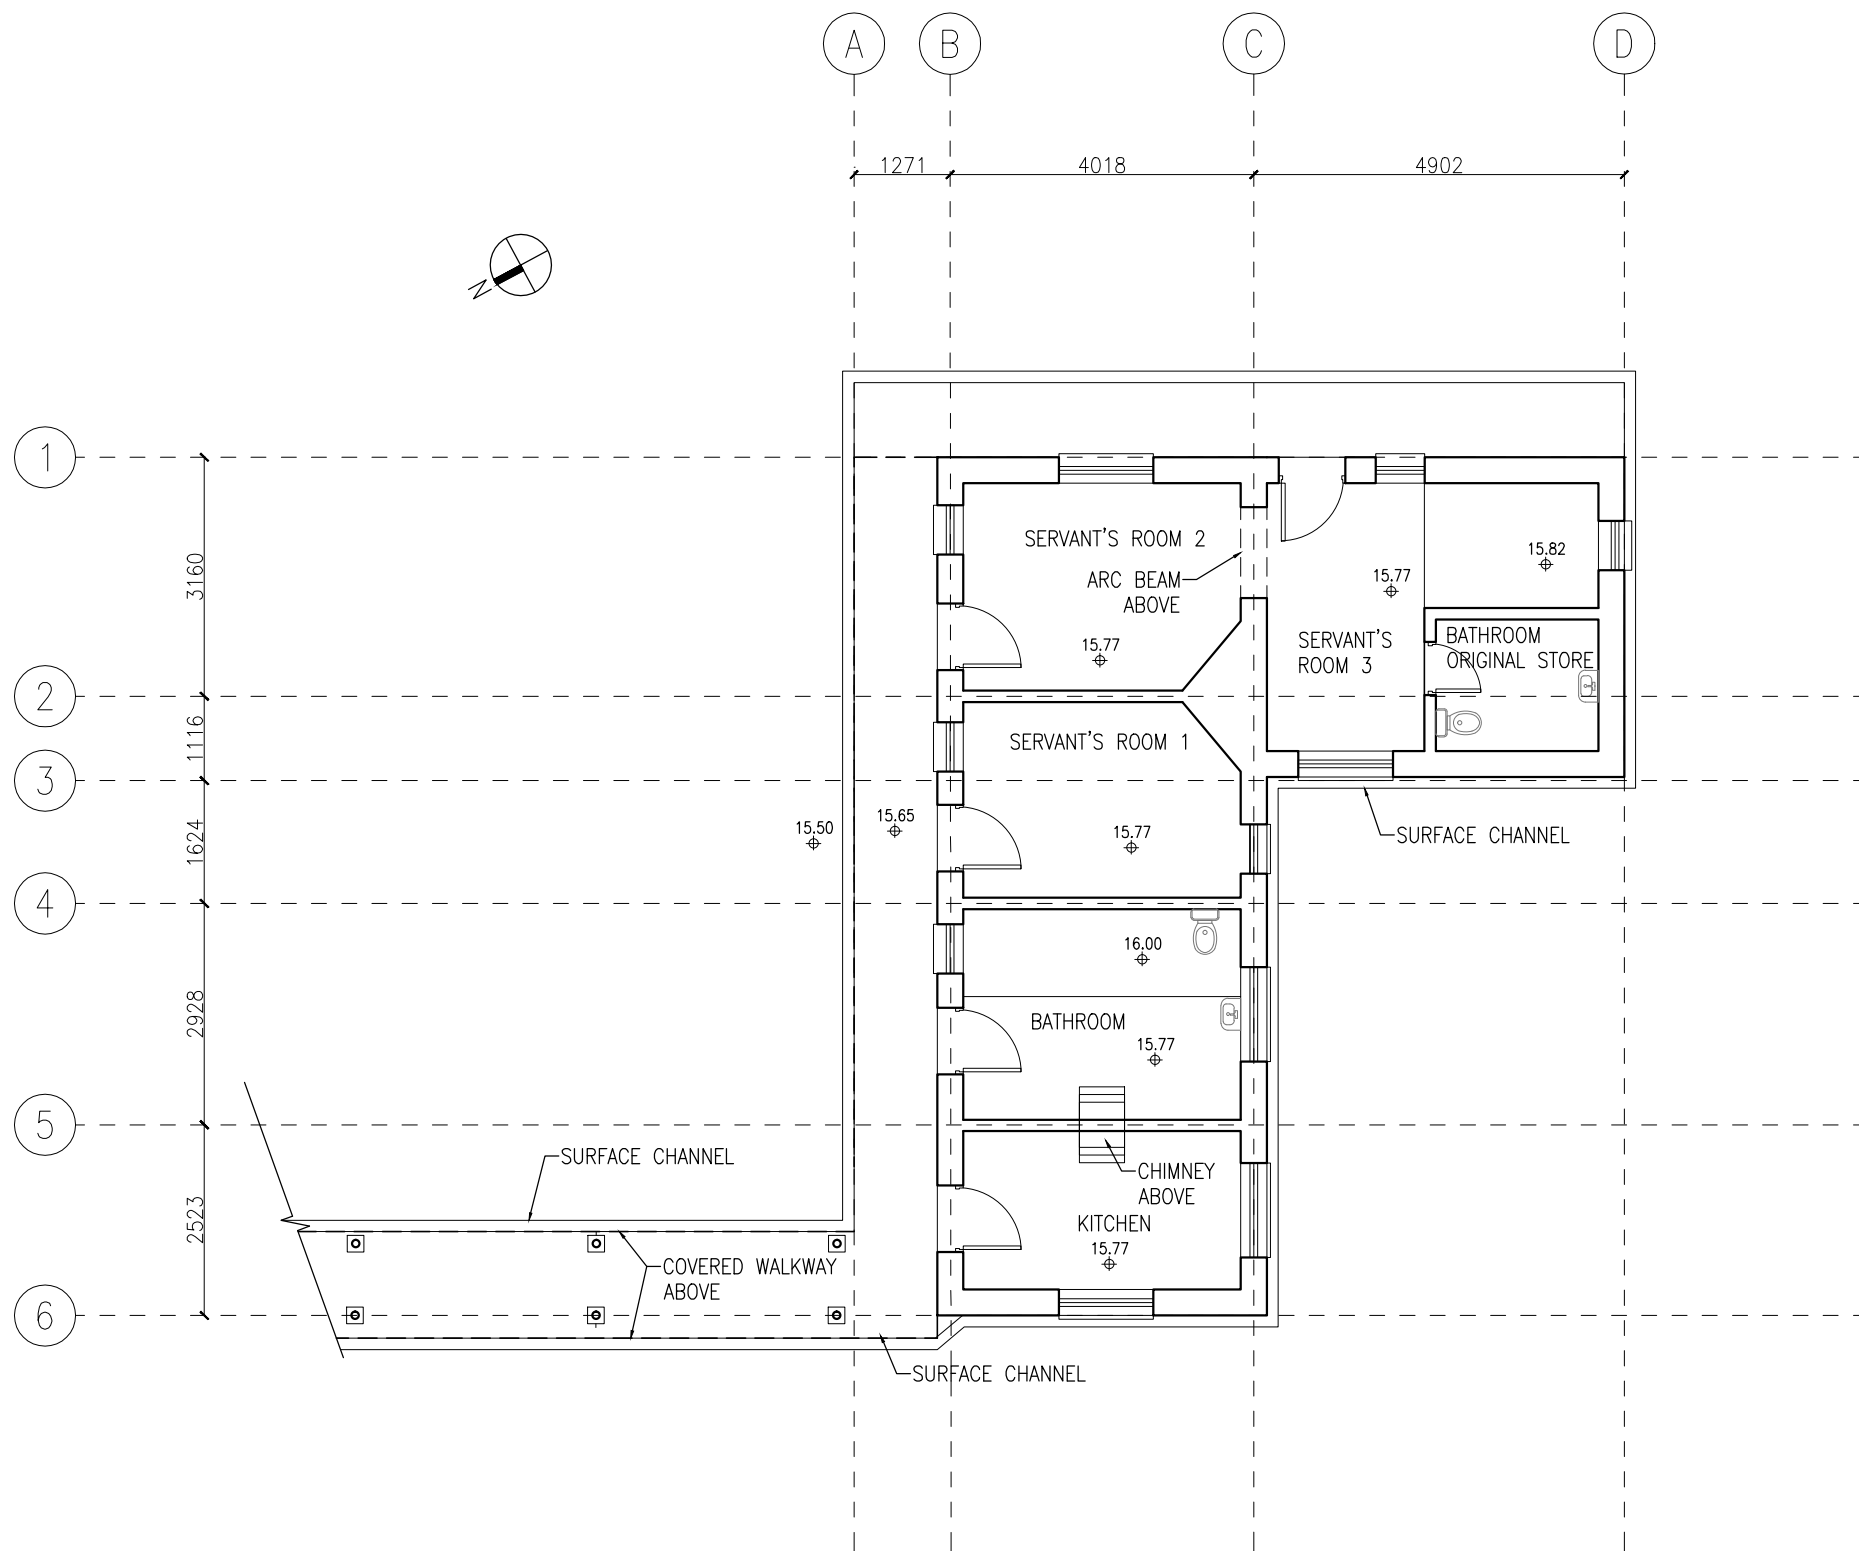 A B C D
1271 4018 4902
N
1
3160
SERVANT'S ROOM 2
15.82
15.77
ARC BEAM
ABOVE
15.77
SERVANT'S
ROOM 3
BATHROOM
ORIGINAL STORE
2
1116
SERVANT'S ROOM 1
3
1624
15.50
15.65
15.77
SURFACE CHANNEL
4
16.00
2928
BATHROOM
15.77
5
SURFACE CHANNEL
CHIMNEY
ABOVE
2523
KITCHEN
15.77
COVERED WALKWAY
ABOVE
6
SURFACE CHANNEL